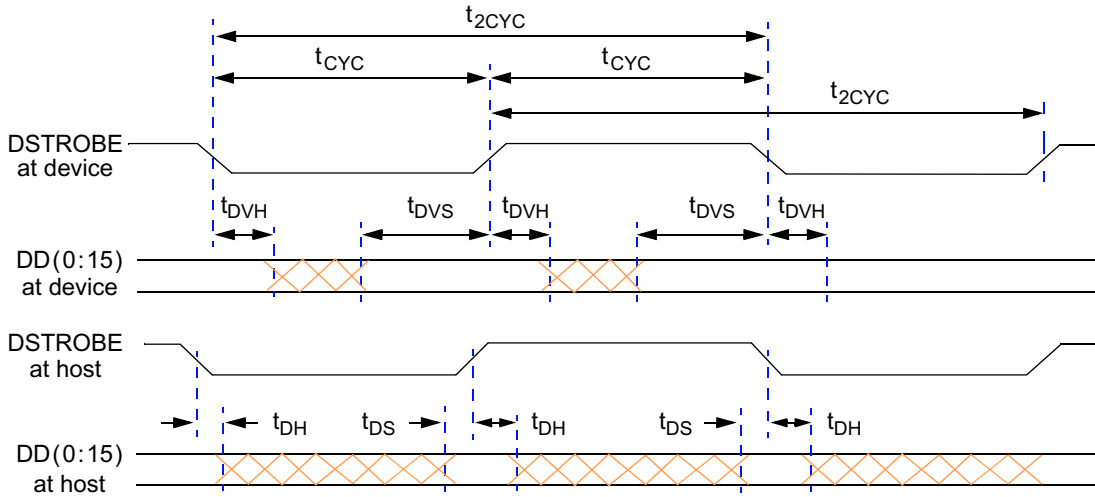 t2CYC
tCYC tCYC
t2CYC
DSTROBE
at device
tDVH tDVS tDVH tDVS tDVH
DD(0:15)
at device
DSTROBE
at host
tDH tDS tDH tDS tDH
DD(0:15)
at host